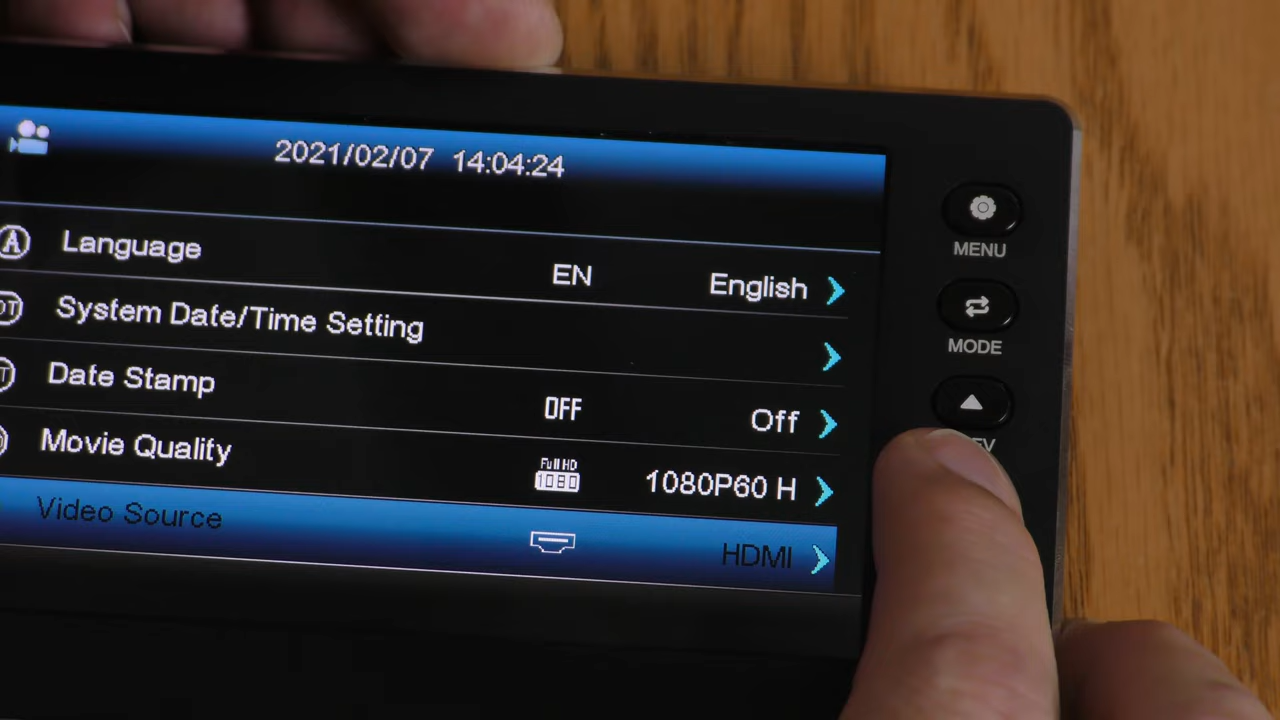 2021/02/07 14:04:24
Language EN English
System Date/Time Setting
Date Stamp OFF Off
Movie Quality Full HD 1080 1080P60 H
Video Source HDMI
MENU
MODE